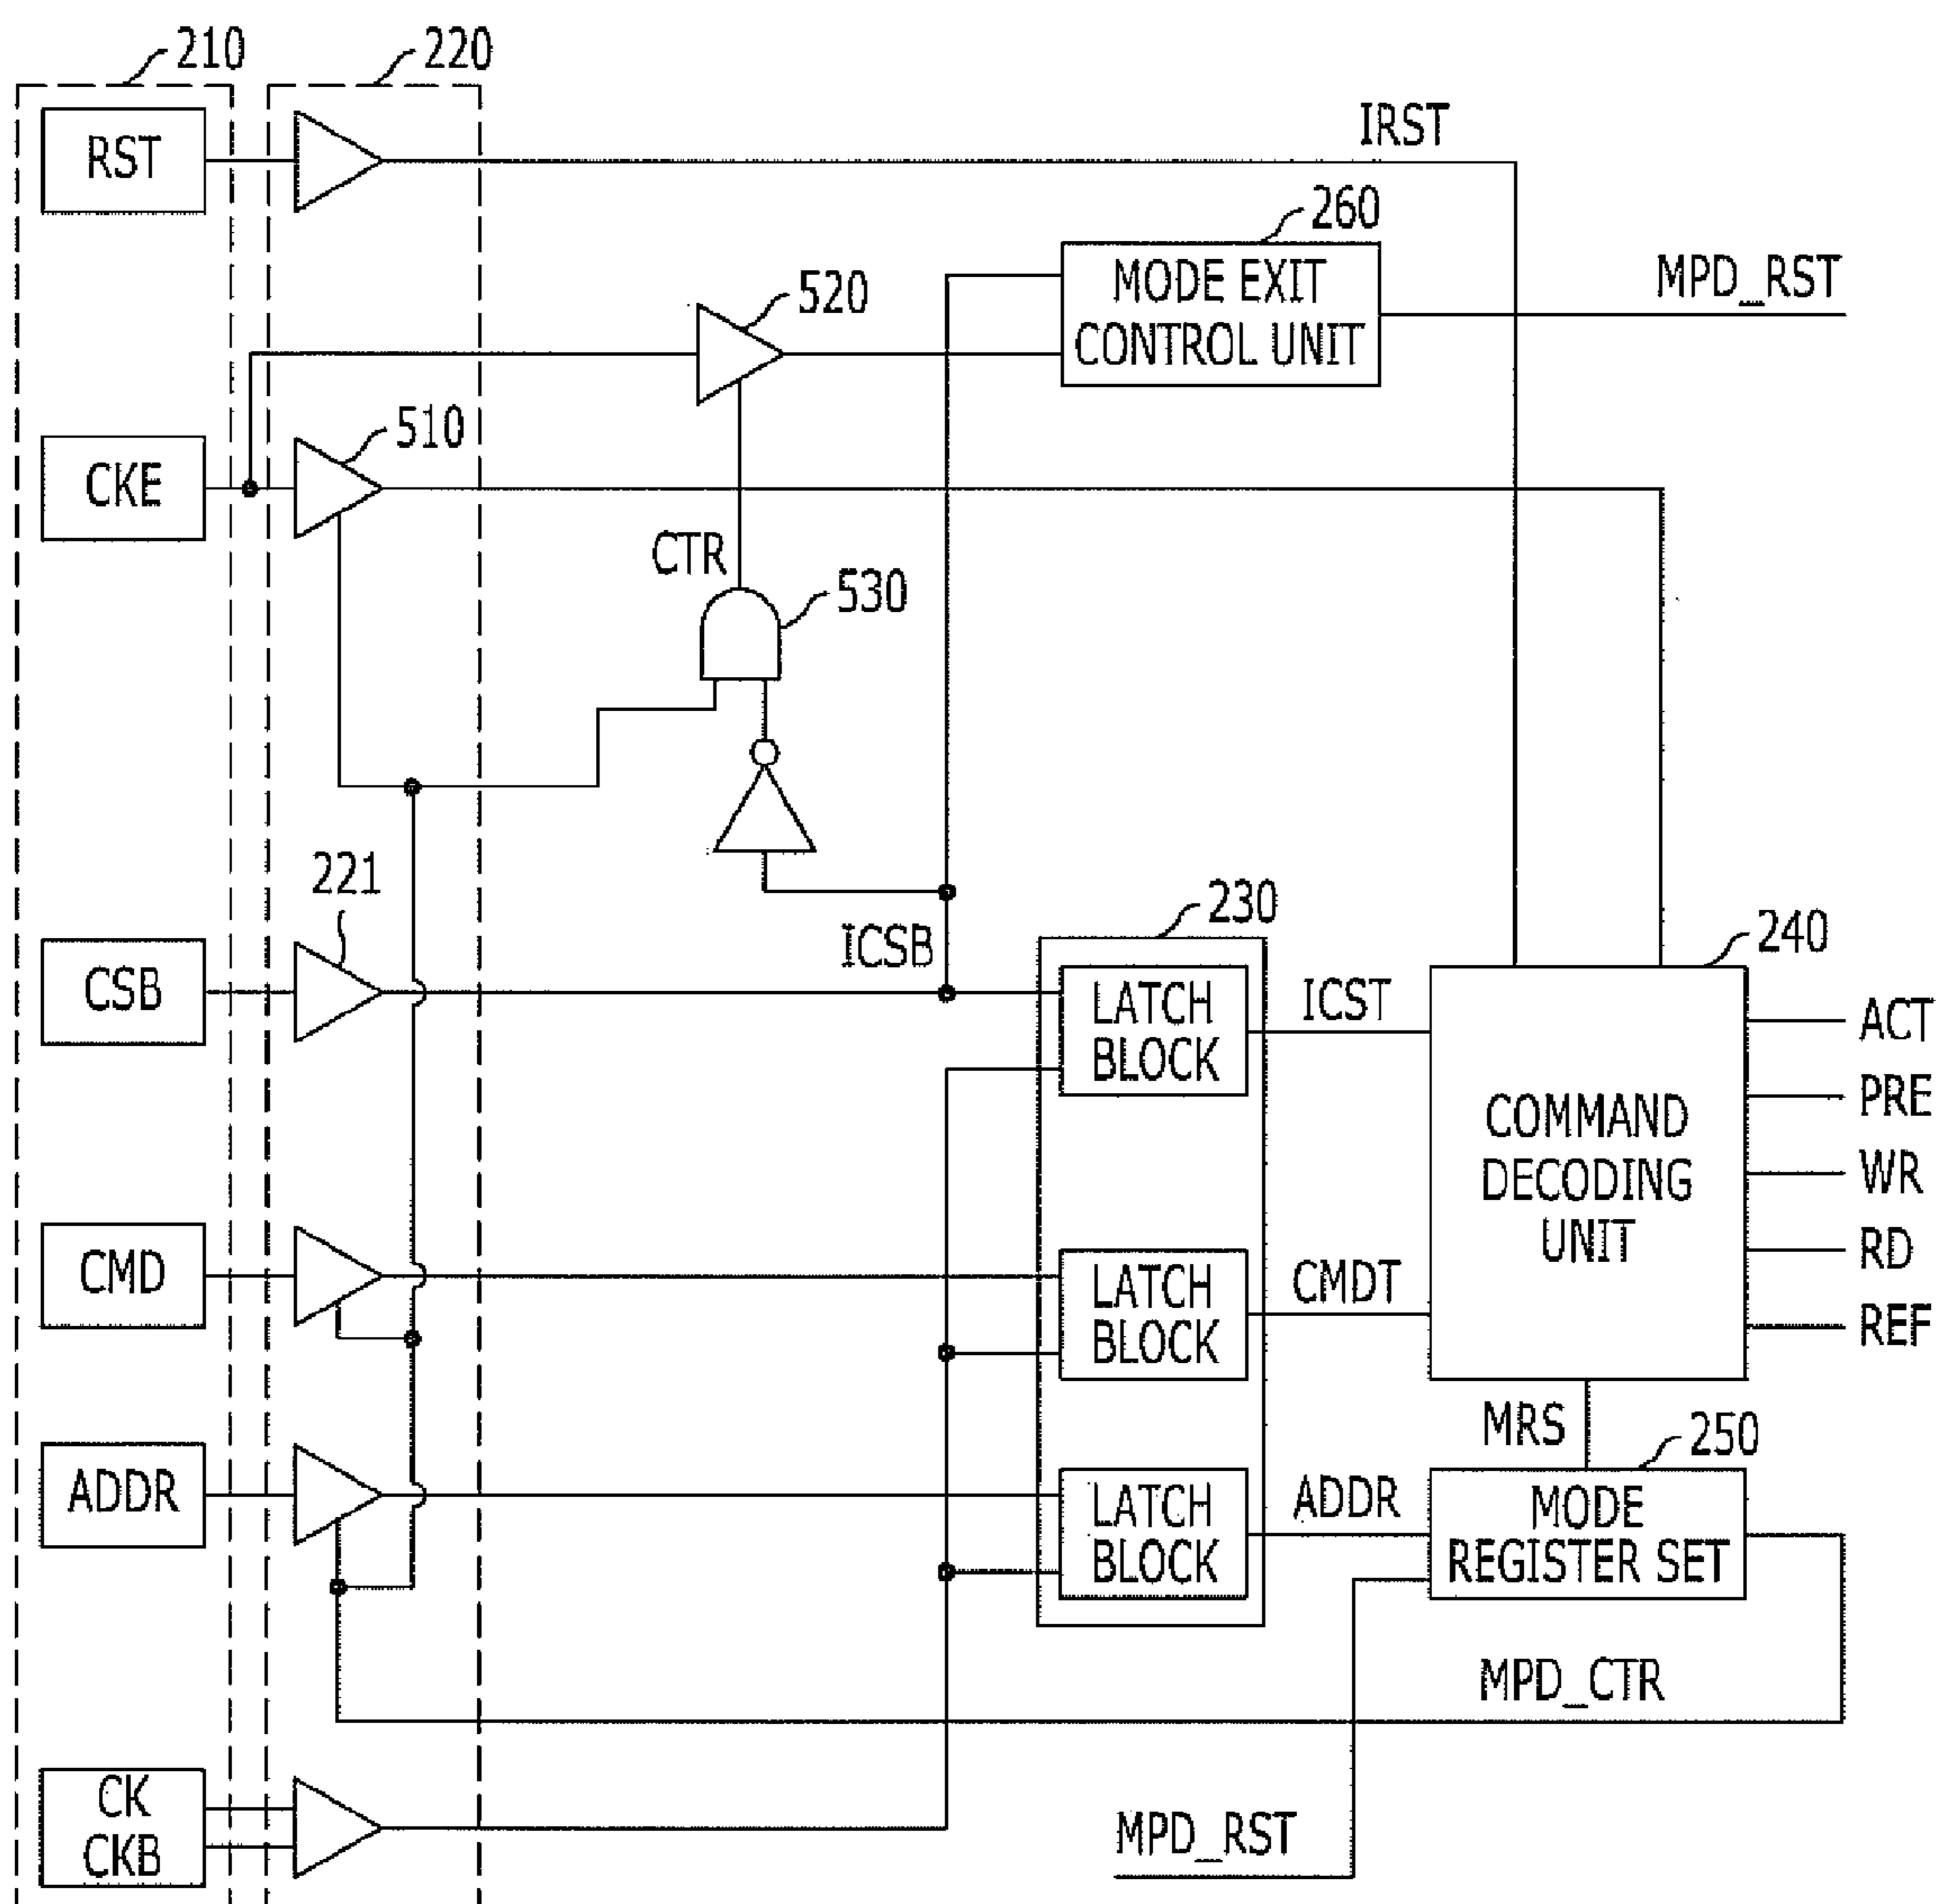 210
220
RST
IRST
260
MODE EXIT
CONTROL UNIT
MPD_RST
520
510
CKE
CTR
530
221
CSB
ICSB
230
LATCH
BLOCK
ICST
240
COMMAND
DECODING
UNIT
ACT
PRE
WR
RD
REF
CMD
LATCH
BLOCK
CMDT
MRS
250
ADDR
LATCH
BLOCK
ADDR
MODE
REGISTER SET
MPD_CTR
CK
CKB
MPD_RST